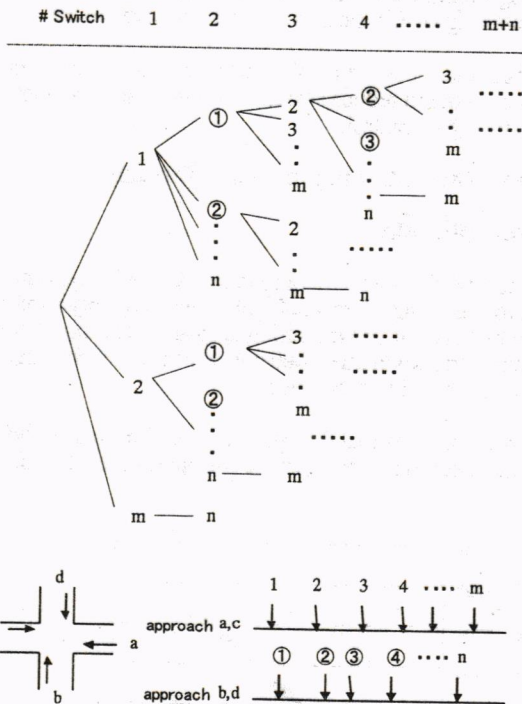 # Switch 1 2 3 4 ..... m+n
3
② .....
2
① 3 .....
③ m
1
m
n m
②
2
.....
n
m n
3 .....
①
.....
2
②
m
.....
n m
m n
d
1 2 3 4 .... m
approach a,c
a
① ② ③ ④ .... n
b
approach b,d